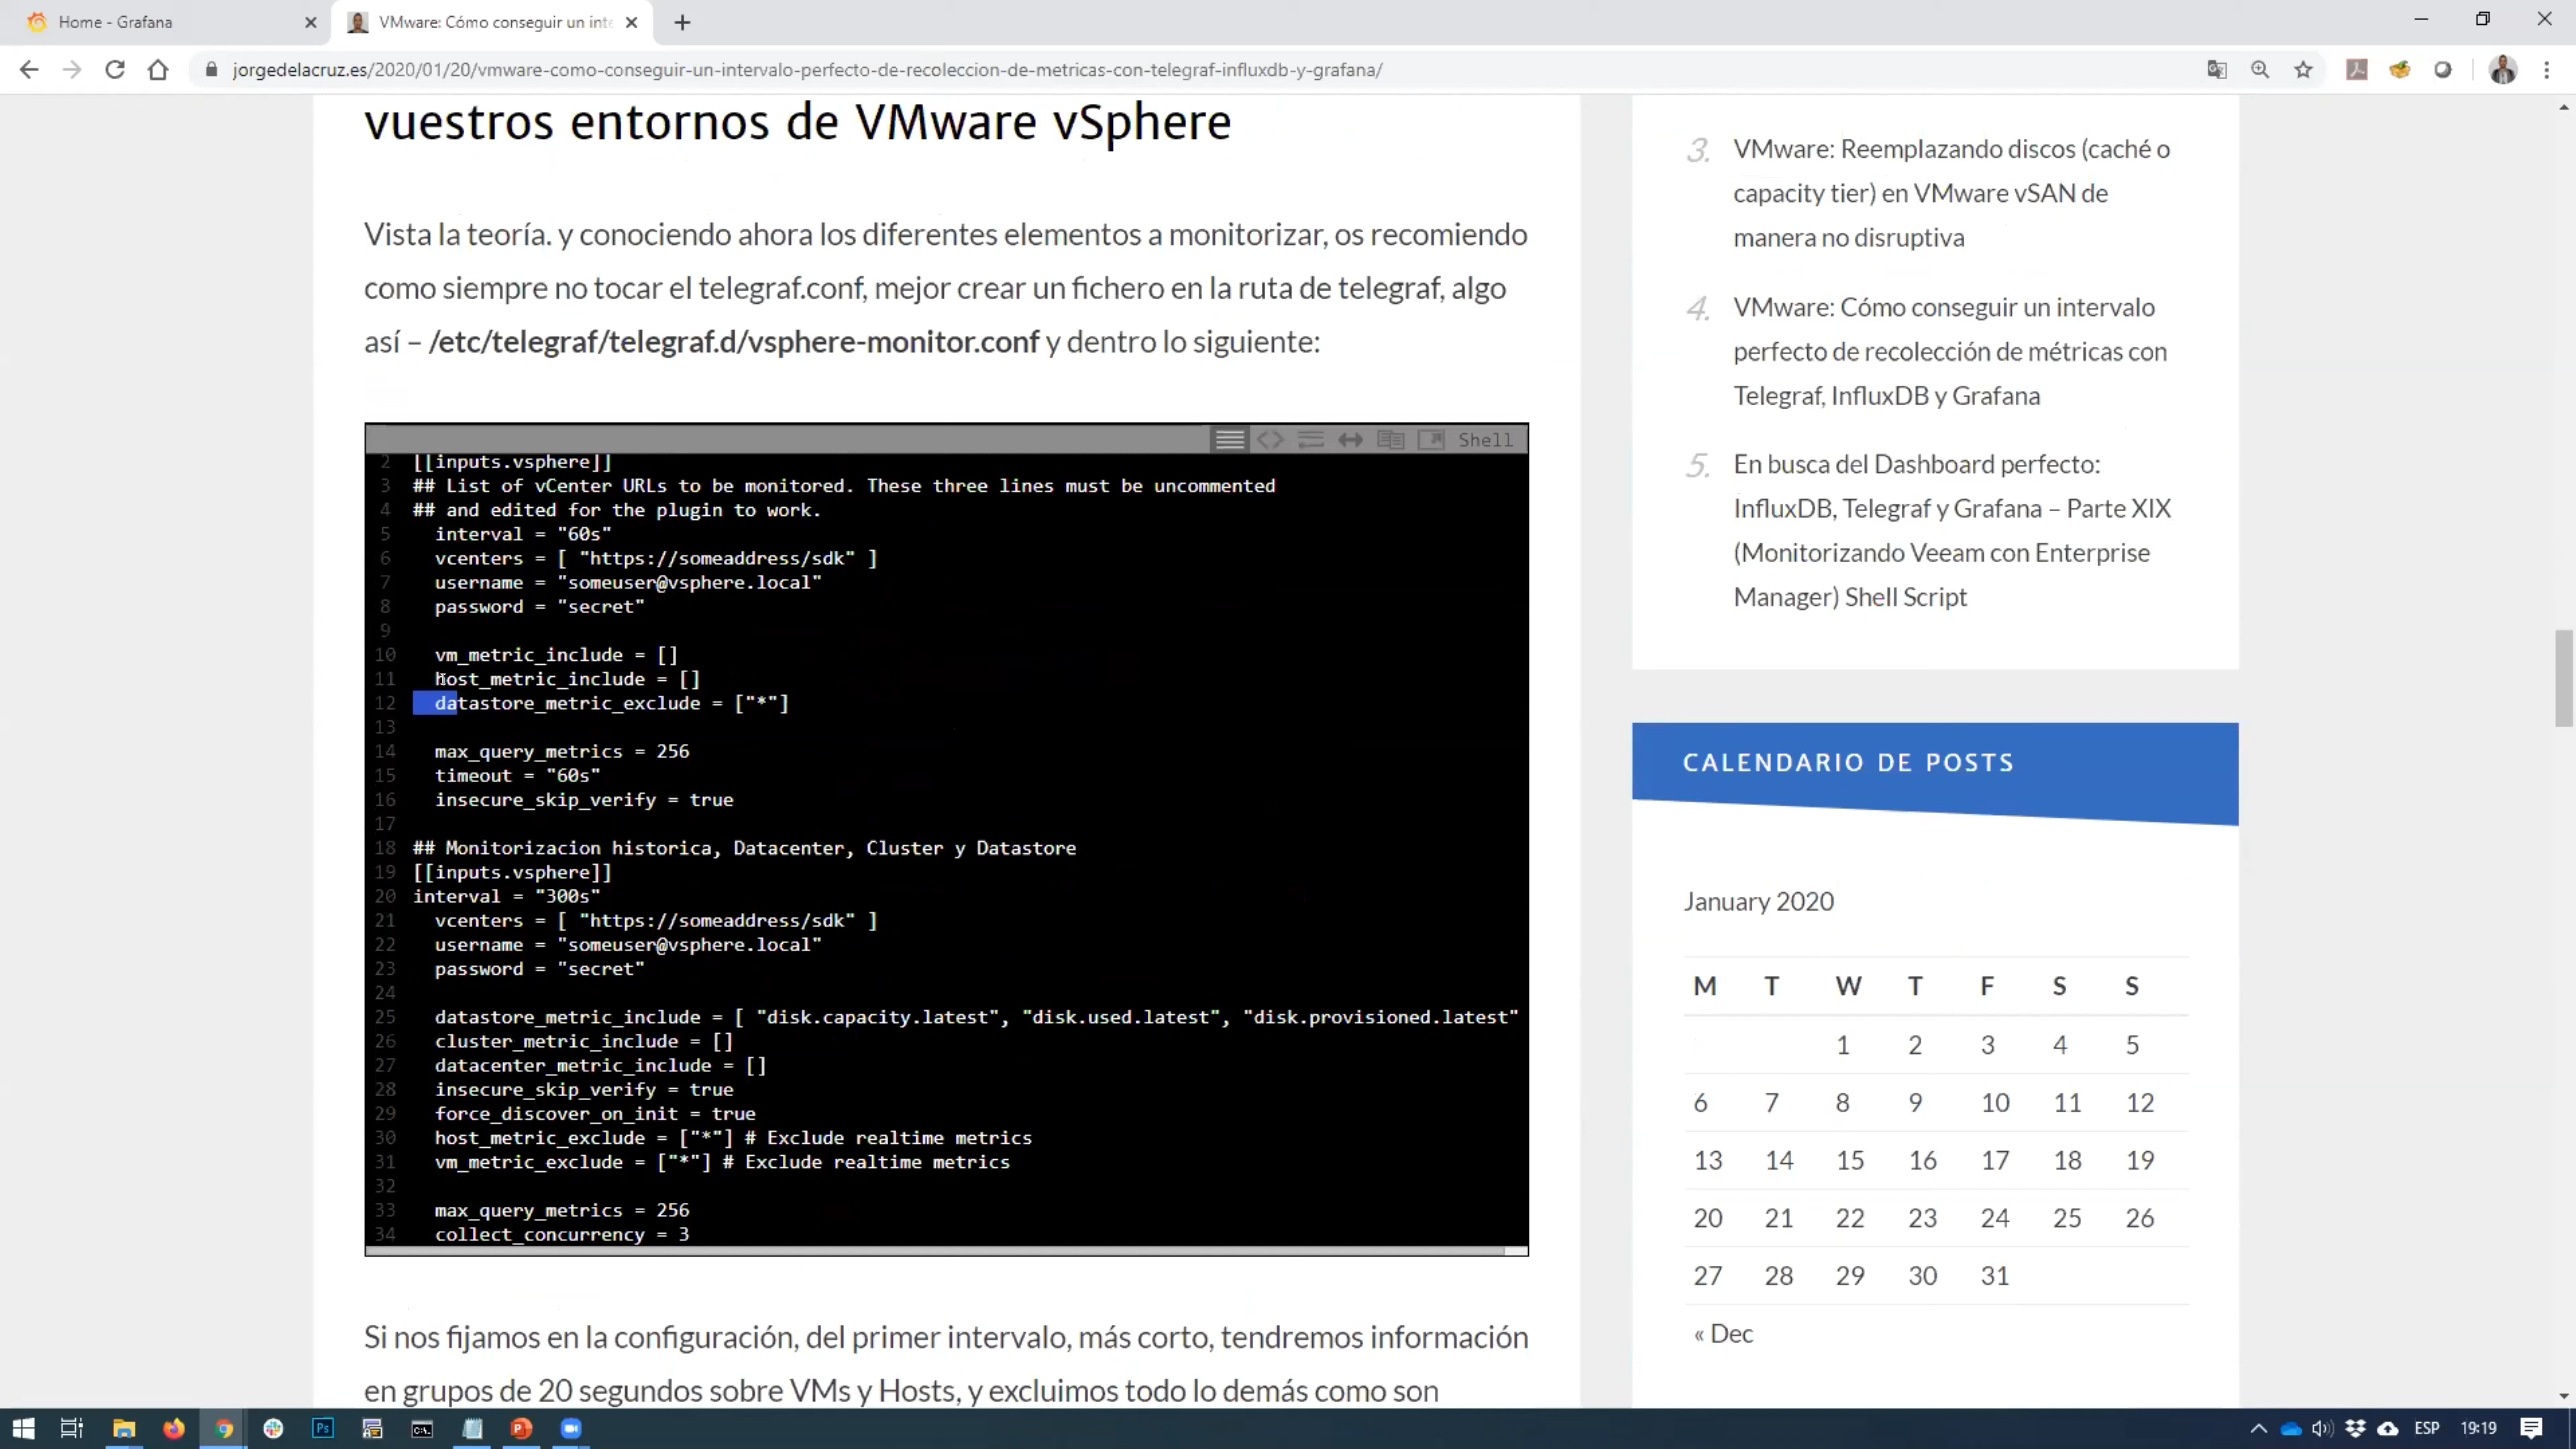 Home - Grafana
VMware: Cómo conseguir un inte
jorgedelacruz.es/2020/01/20/vmware-como-conseguir-un-intervalo-perfecto-de-recoleccion-de-metricas-con-telegraf-influxdb-y-grafana/
vuestros entornos de VMware vSphere
Vista la teoría. y conociendo ahora los diferentes elementos a monitorizar, os recomiendo
como siempre no tocar el telegraf.conf, mejor crear un fichero en la ruta de telegraf, algo
así – /etc/telegraf/telegraf.d/vsphere-monitor.conf y dentro lo siguiente:
Shell
2 [[inputs.vsphere]]
3 ## List of vCenter URLs to be monitored. These three lines must be uncommented
4 ## and edited for the plugin to work.
5 interval = "60s"
6 vcenters = [ "https://someaddress/sdk" ]
7 username = "someuser@vsphere.local"
8 password = "secret"
9
10 vm_metric_include = []
11 host_metric_include = []
12 datastore_metric_exclude = ["*"]
13
14 max_query_metrics = 256
15 timeout = "60s"
16 insecure_skip_verify = true
17
18 ## Monitorizacion historica, Datacenter, Cluster y Datastore
19 [[inputs.vsphere]]
20 interval = "300s"
21 vcenters = [ "https://someaddress/sdk" ]
22 username = "someuser@vsphere.local"
23 password = "secret"
24
25 datastore_metric_include = [ "disk.capacity.latest", "disk.used.latest", "disk.provisioned.latest"
26 cluster_metric_include = []
27 datacenter_metric_include = []
28 insecure_skip_verify = true
29 force_discover_on_init = true
30 host_metric_exclude = ["*"] # Exclude realtime metrics
31 vm_metric_exclude = ["*"] # Exclude realtime metrics
32
33 max_query_metrics = 256
34 collect_concurrency = 3
Si nos fijamos en la configuración, del primer intervalo, más corto, tendremos información
en grupos de 20 segundos sobre VMs y Hosts, y excluimos todo lo demás como son
3. VMware: Reemplazando discos (caché o
capacity tier) en VMware vSAN de
manera no disruptiva
4. VMware: Cómo conseguir un intervalo
perfecto de recolección de métricas con
Telegraf, InfluxDB y Grafana
5. En busca del Dashboard perfecto:
InfluxDB, Telegraf y Grafana – Parte XIX
(Monitorizando Veeam con Enterprise
Manager) Shell Script
CALENDARIO DE POSTS
January 2020
M T W T F S S
1 2 3 4 5
6 7 8 9 10 11 12
13 14 15 16 17 18 19
20 21 22 23 24 25 26
27 28 29 30 31
« Dec
Ps
ESP 19:19